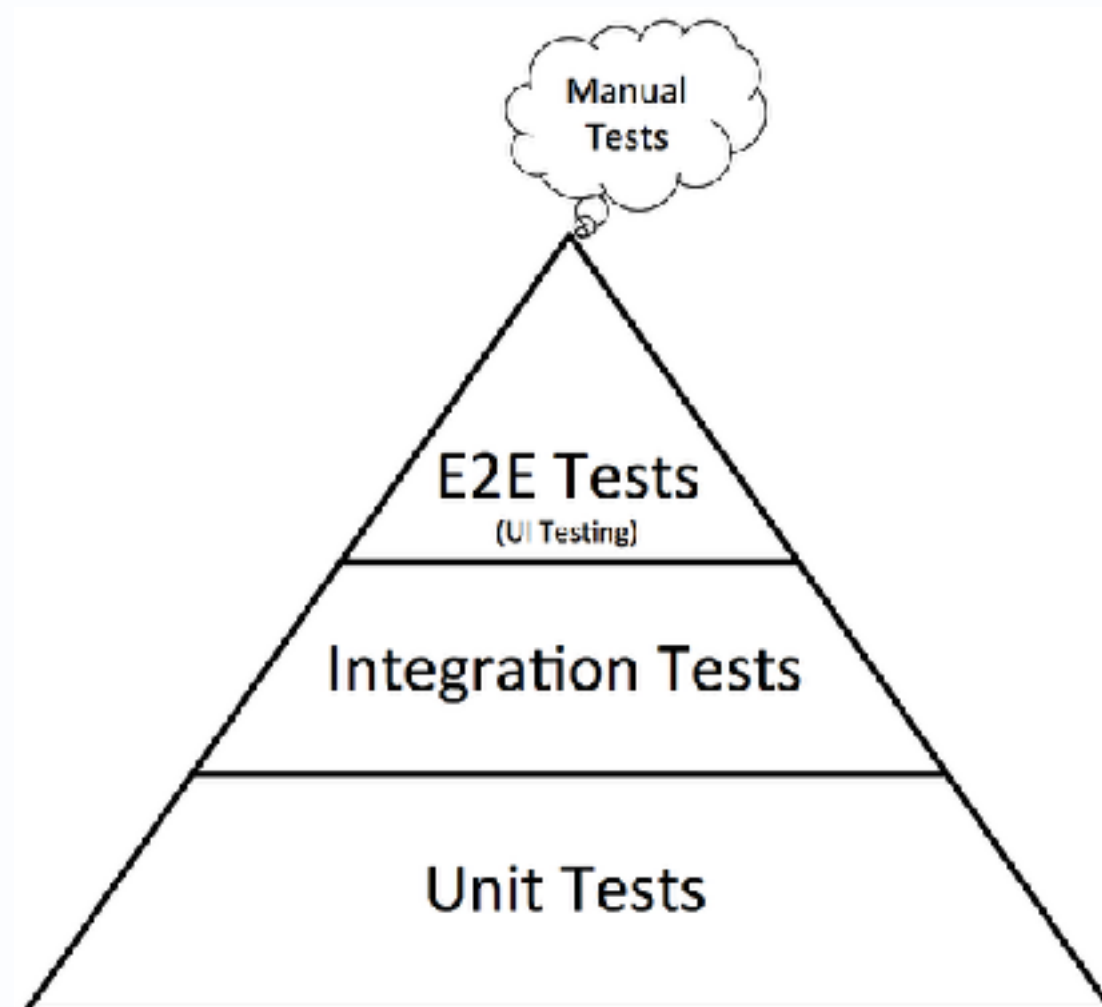 Manual
Tests
E2E Tests
(UI Testing)
Integration Tests
Unit Tests